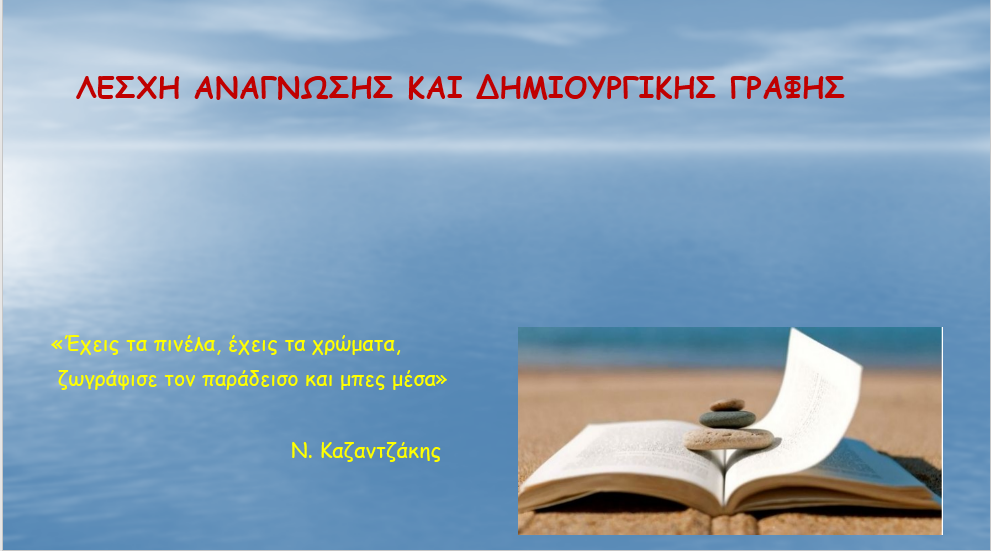 ΛΕΣΧΗ ΑΝΑΓΝΩΣΗΣ ΚΑΙ ΔΗΜΙΟΥΡΓΙΚΗΣ ΓΡΑΦΗΣ
«Έχεις τα πινέλα, έχεις τα χρώματα,
ζωγράφισε τον παράδεισο και μπες μέσα»
Ν. Καζαντζάκης